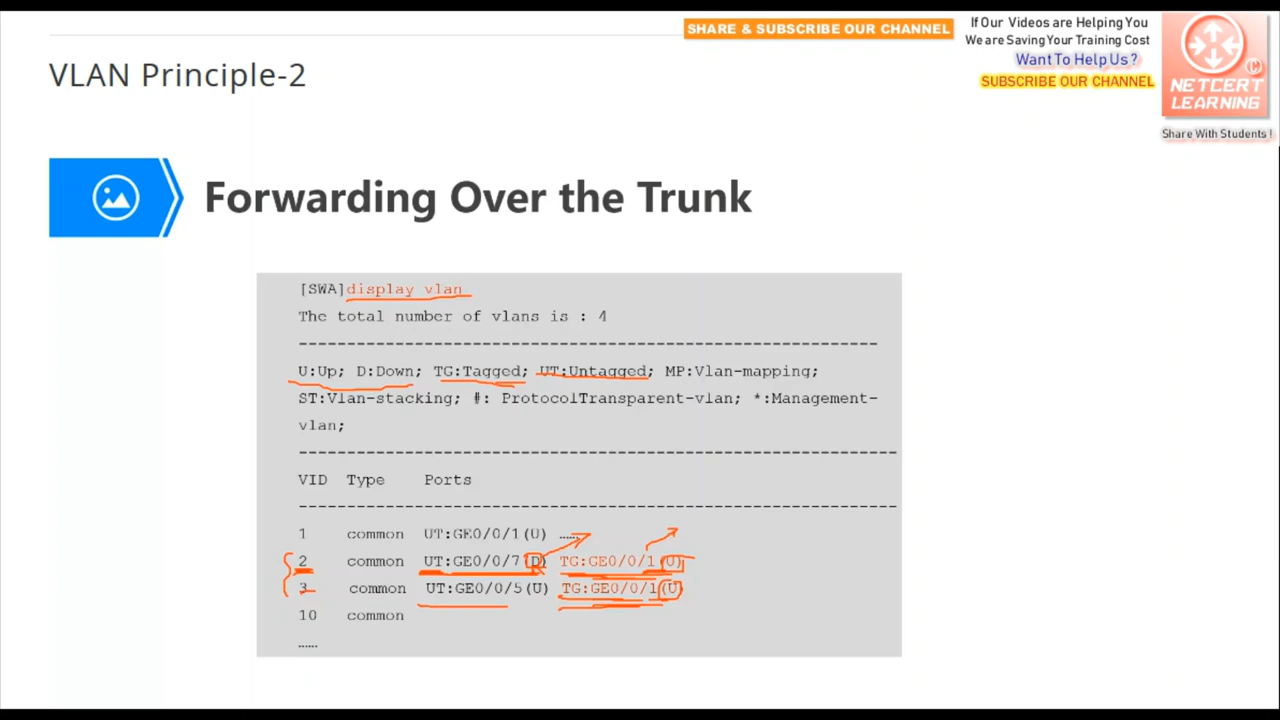 SHARE & SUBSCRIBE OUR CHANNEL
If Our Videos are Helping You
We are Saving Your Training Cost
Want To Help Us ?
SUBSCRIBE OUR CHANNEL
©
NETCERT
LEARNING
Share With Students !
VLAN Principle-2
Forwarding Over the Trunk
[SWA]display vlan
The total number of vlans is : 4
--------------------------------------------------------------
U:Up; D:Down; TG:Tagged; UT:Untagged; MP:Vlan-mapping;
ST:Vlan-stacking; #: ProtocolTransparent-vlan; *:Management-
vlan;
--------------------------------------------------------------
VID Type Ports
--------------------------------------------------------------
1 common UT:GE0/0/1(U) ……
2 common UT:GE0/0/7(D) TG:GE0/0/1(U)
3 common UT:GE0/0/5(U) TG:GE0/0/1(U)
10 common
……